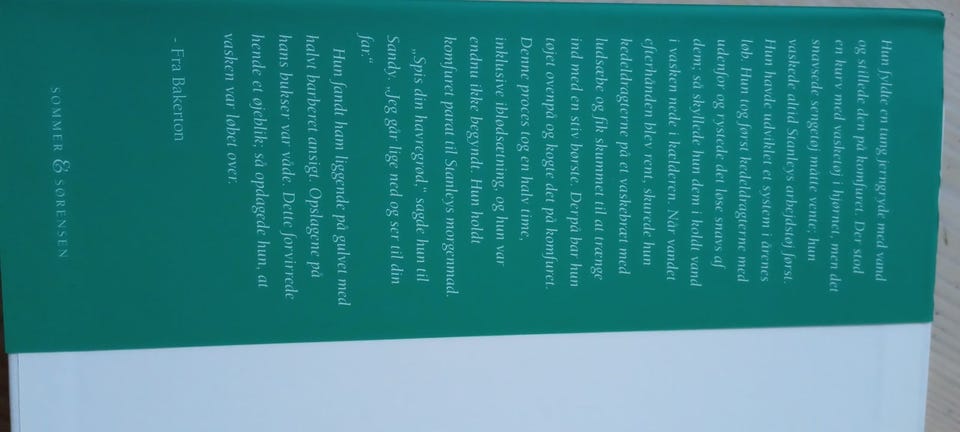 Hun fyldte en tung jerngryde med vand
og stillede den på komfuret. Der stod
en kurv med vasketøj i hjørnet, men det
snavsede sengetøj måtte vente; hun
vaskede altid Stanleys arbejdstøj først.
Hun havde udviklet et system i årenes
løb. Hun tog først kedeldragterne med
udenfor og rystede det løse snavs af
dem; så skyllede hun dem i koldt vand
i vasken nede i kælderen. Når vandet
efterhånden blev rent, skurede hun
kedeldragterne på et vaskebræt med
ludsæbe og fik skummet til at trænge
ind med en stiv børste. Derpå bar hun
tøjet ovenpå og kogte det på komfuret.
Denne proces tog en halv time,
inklusive iblødsætning, og hun var
endnu ikke begyndt. Hun holdt
komfuret parat til Stanleys morgenmad.
„Spis din havregrød,“ sagde hun til
Sandy. „Jeg går lige ned og ser til din
far.“
Hun fandt ham liggende på gulvet med
halvt barberet ansigt. Opslagene på
hans bukser var våde. Dette forvirrede
hende et øjeblik; så opdagede hun, at
vasken var løbet over.
– Fra Bakerton
SOMMER & SØRENSEN